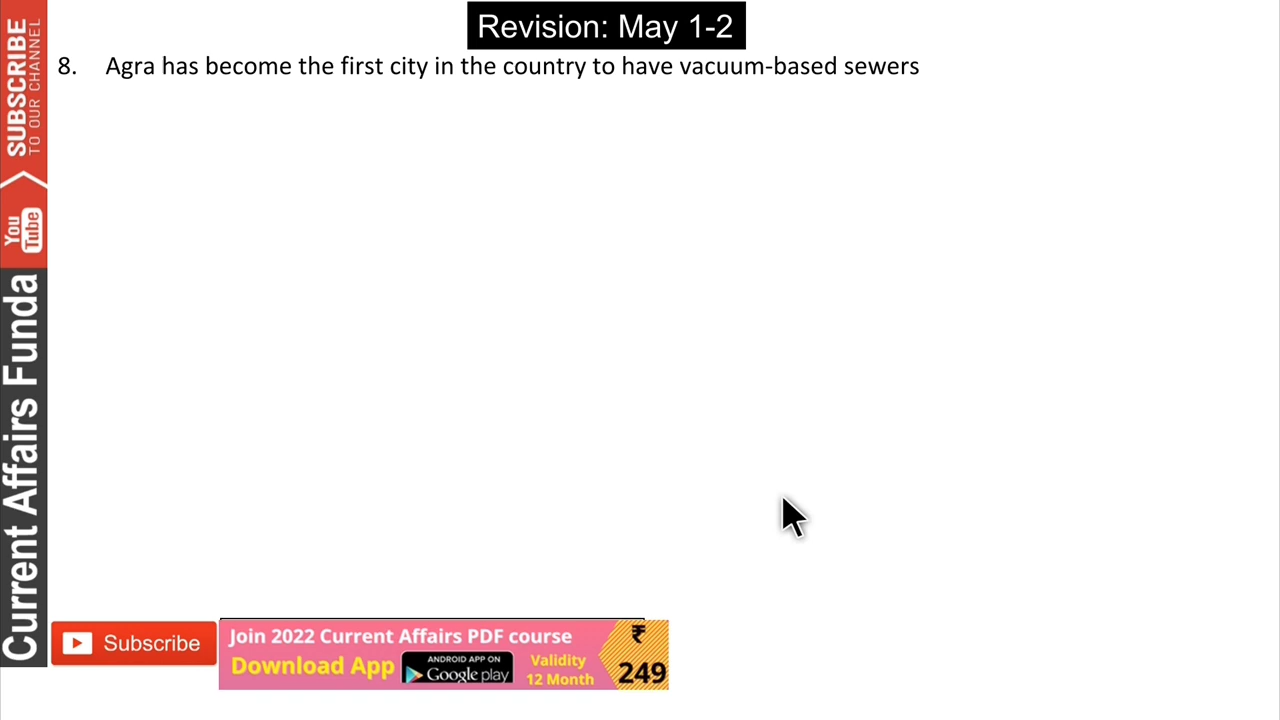 Revision: May 1-2
8. Agra has become the first city in the country to have vacuum-based sewers
SUBSCRIBE
TO OUR CHANNEL
You
Tube
Current Affairs Funda
Subscribe
Join 2022 Current Affairs PDF course
Download App
ANDROID APP ON
Google play
Validity
12 Month
₹
249